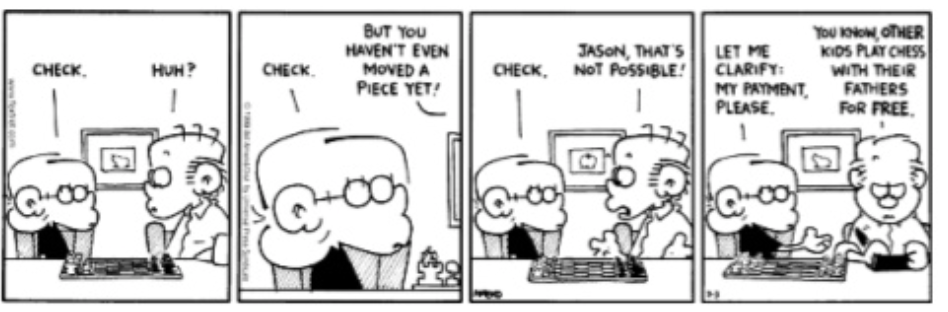 CHECK.
HUH?
CHECK.
BUT YOU
HAVEN'T EVEN
MOVED A
PIECE YET!
CHECK.
JASON, THAT'S
NOT POSSIBLE!
LET ME
CLARIFY:
MY PAYMENT,
PLEASE.
YOU KNOW, OTHER
KIDS PLAY CHESS
WITH THEIR
FATHERS
FOR FREE.
AMEND